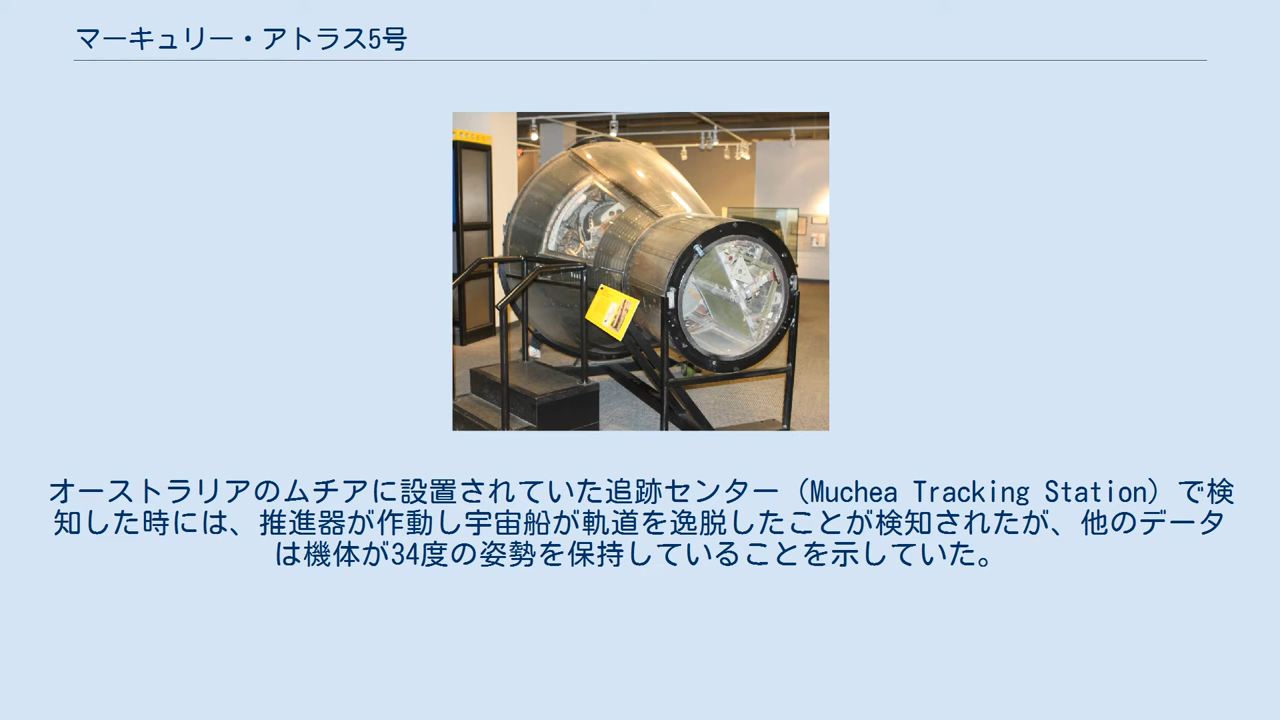 マーキュリー・アトラス5号
オーストラリアのムチアに設置されていた追跡センター（Muchea Tracking Station）で検
知した時には、推進器が作動し宇宙船が軌道を逸脱したことが検知されたが、他のデータ
は機体が34度の姿勢を保持していることを示していた。